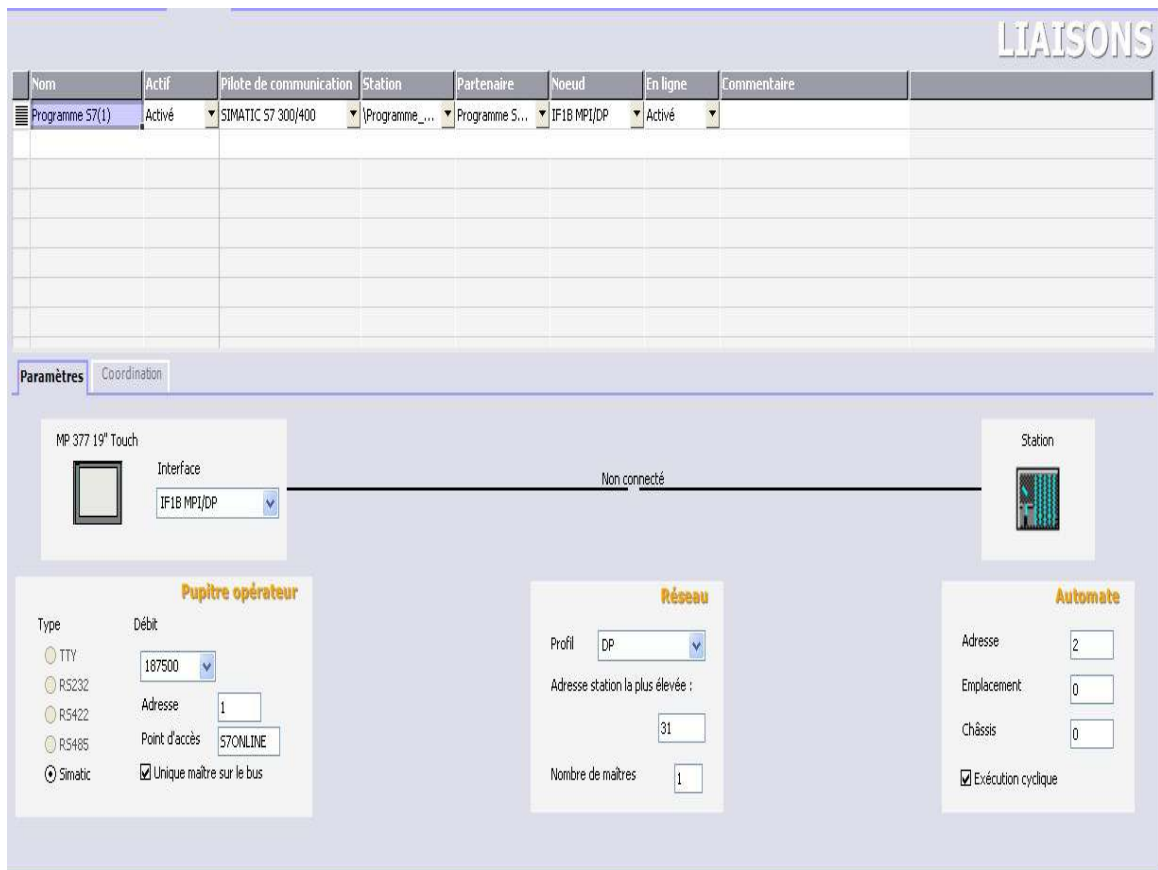 LIAISONS
Nom Actif Pilote de communication Station Partenaire Noeud En ligne Commentaire
Programme S7(1) Activé SIMATIC S7 300/400 \Programme_... Programme S... IF1B MPI/DP Activé
Paramètres Coordination
MP 377 19" Touch
Interface
IF1B MPI/DP
Non connecté
Station
Pupitre opérateur
Type Débit
TTY
187500
RS232
Adresse 1
RS422
Point d'accès S7ONLINE
RS485
Simatic Unique maître sur le bus
Réseau
Profil DP
Adresse station la plus élevée :
31
Nombre de maîtres 1
Automate
Adresse 2
Emplacement 0
Châssis 0
Exécution cyclique